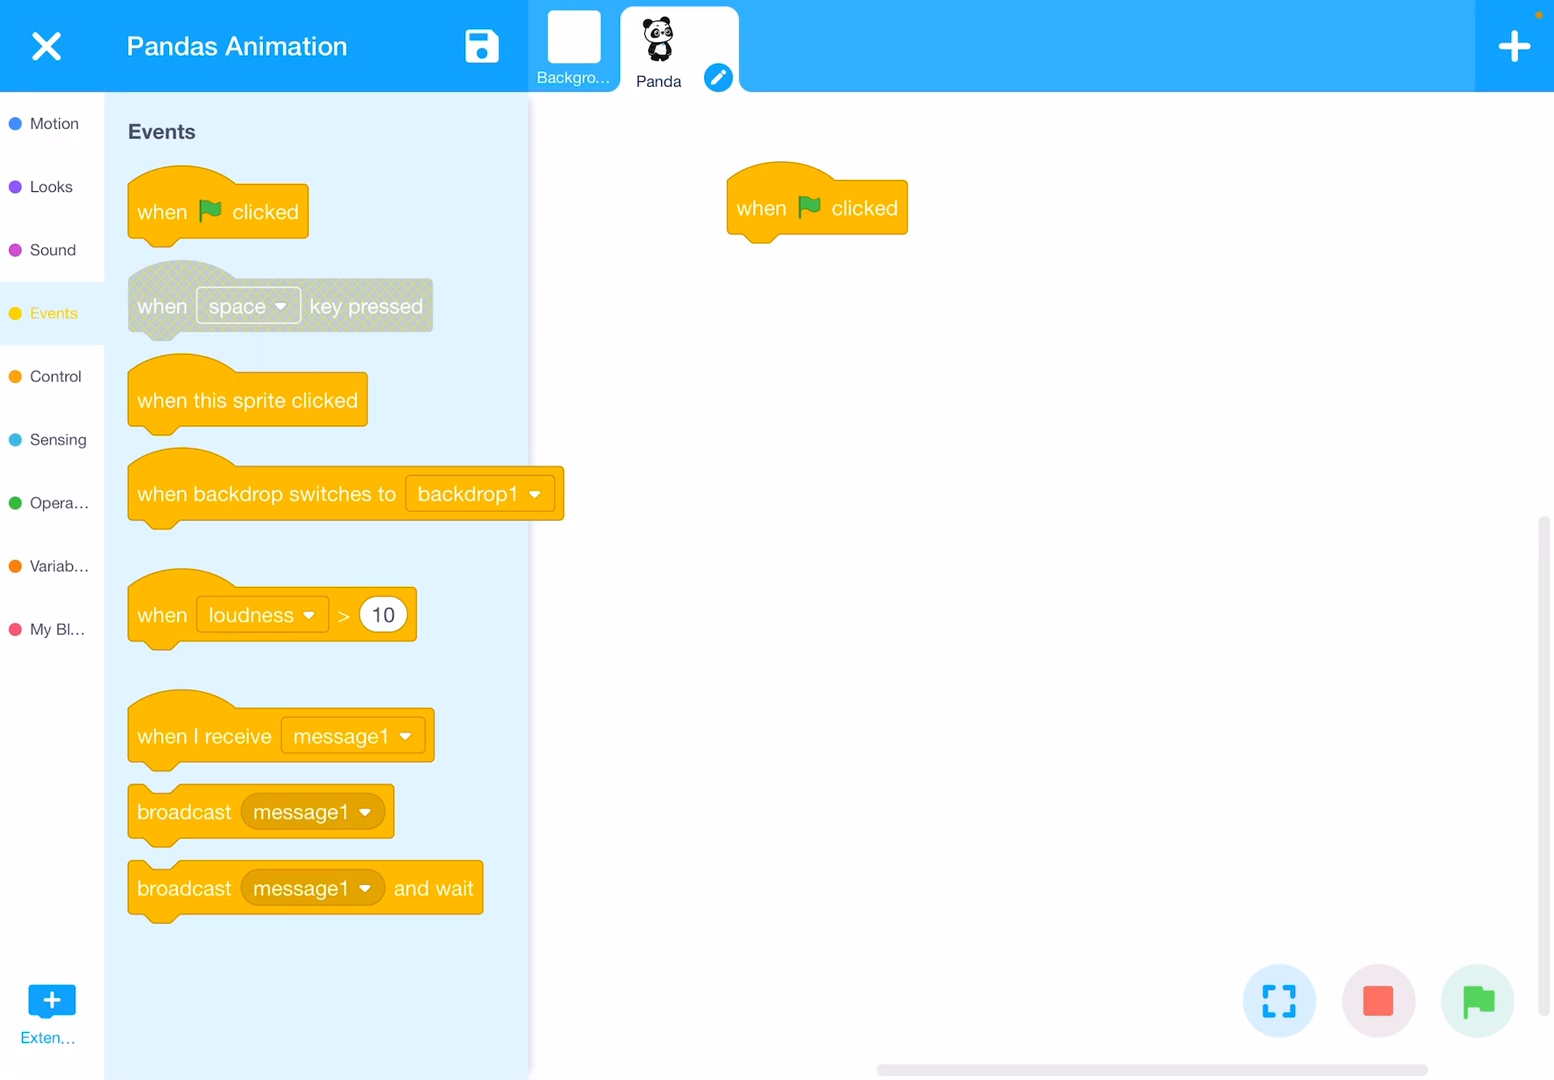 Pandas Animation
Backgro...
Panda
Motion
Looks
Sound
Events
Control
Sensing
Opera...
Variab...
My Bl...
Exten...
Events
when clicked
when space key pressed
when this sprite clicked
when backdrop switches to backdrop1
when loudness > 10
when I receive message1
broadcast message1
broadcast message1 and wait
when clicked